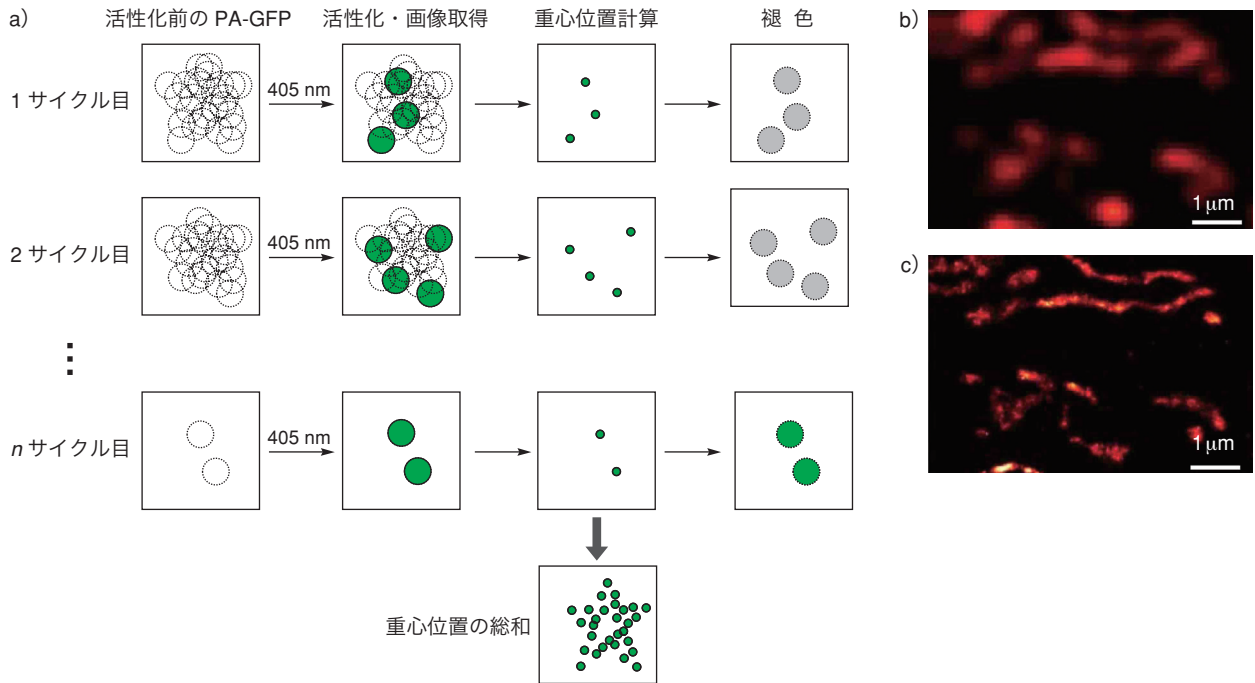 a)
活性化前の PA-GFP
活性化・画像取得
重心位置計算
褪 色
1 サイクル目
405 nm
2 サイクル目
405 nm
⋮
n サイクル目
405 nm
重心位置の総和
b)
1 μm
c)
1 μm